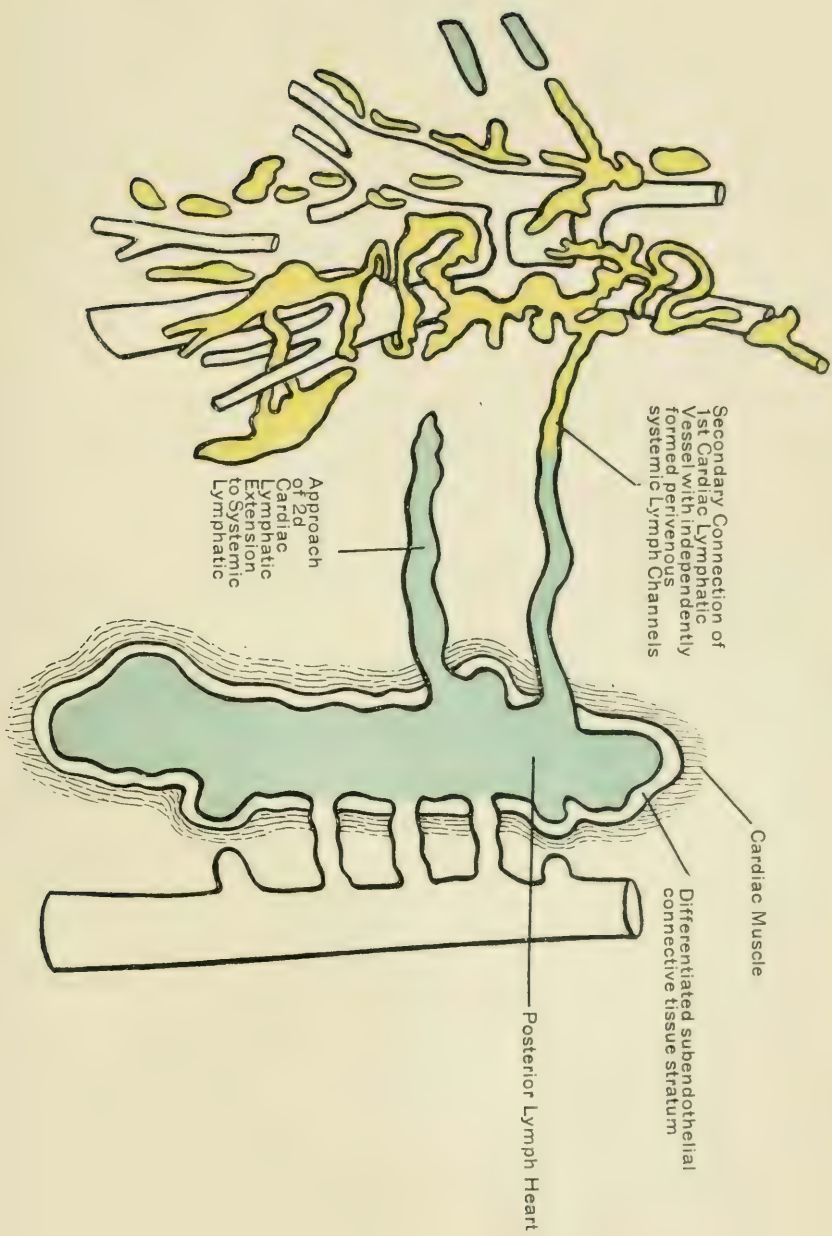 Secondary Connection of
1st Cardiac Lymphatic
Vessel with independently
formed perivenous
systemic Lymph Channels
Approach
of 2d
Cardiac
Lymphatic
Extension
to Systemic
Lymphatic
Cardiac Muscle
Differentiated subendothelial
connective tissue stratum
Posterior Lymph Heart